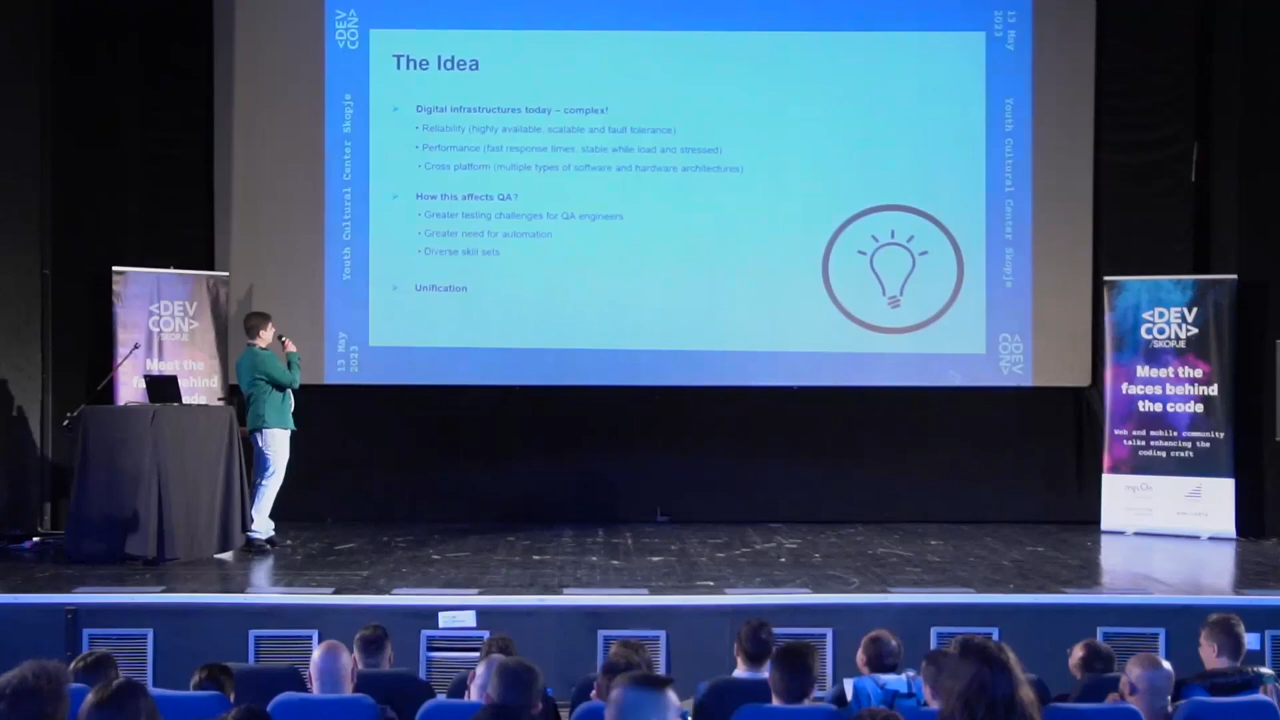 <DEV
CON>
13 May
2023
The Idea
Digital infrastructures today – complex!
• Reliability (highly available, scalable and fault tolerance)
• Performance (fast response times, stable while load and stressed)
• Cross platform (multiple types of software and hardware architectures)
How this affects QA?
• Greater testing challenges for QA engineers
• Greater need for automation
• Diverse skill sets
Unification
Youth Cultural Center Skopje
Youth Cultural Center Skopje
13 May
2023
<DEV
CON>
<DEV
CON>
/SKOPJE
Meet the
faces behind
code
<DEV
CON>
/SKOPJE
Meet the
faces behind
the code
Web and mobile community
talks enhancing the
coding craft